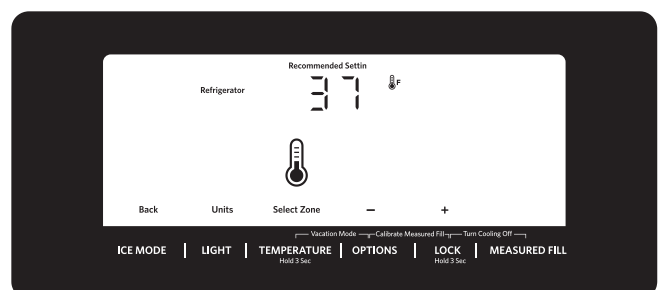 Recommended Settin
Refrigerator 37 F
Back Units Select Zone – +
Vacation Mode Calibrate Measured Fill Turn Cooling Off
ICE MODE LIGHT TEMPERATURE OPTIONS LOCK MEASURED FILL
Hold 3 Sec Hold 3 Sec